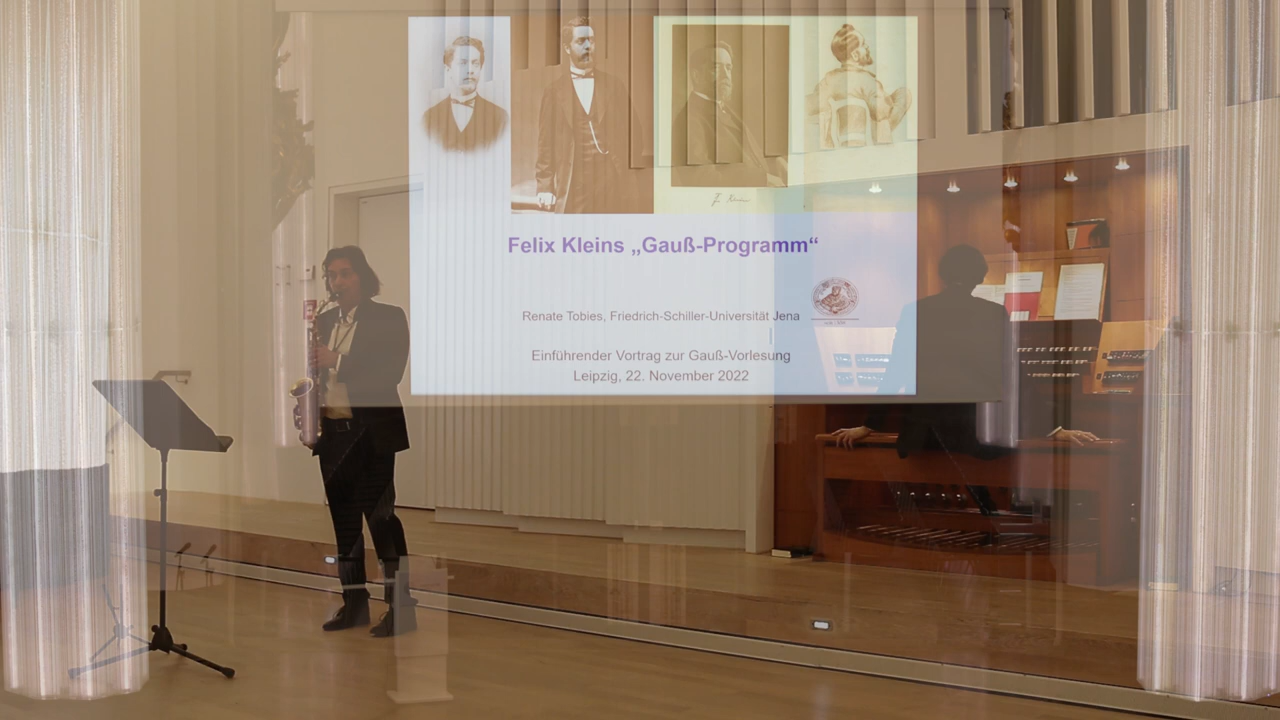 Felix Kleins „Gauß-Programm“
Renate Tobies, Friedrich-Schiller-Universität Jena
Einführender Vortrag zur Gauß-Vorlesung
Leipzig, 22. November 2022